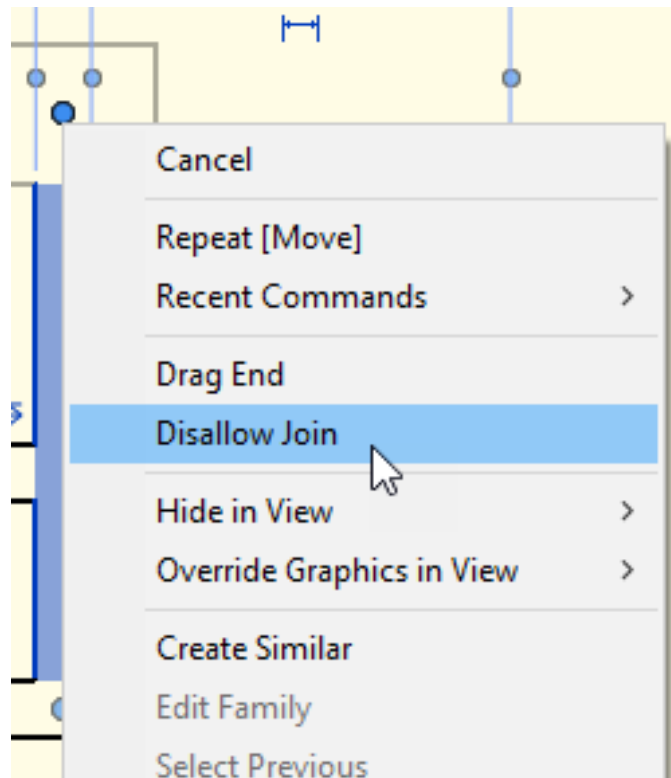 Cancel
Repeat [Move]
Recent Commands
Drag End
Disallow Join
Hide in View
Override Graphics in View
Create Similar
Edit Family
Select Previous